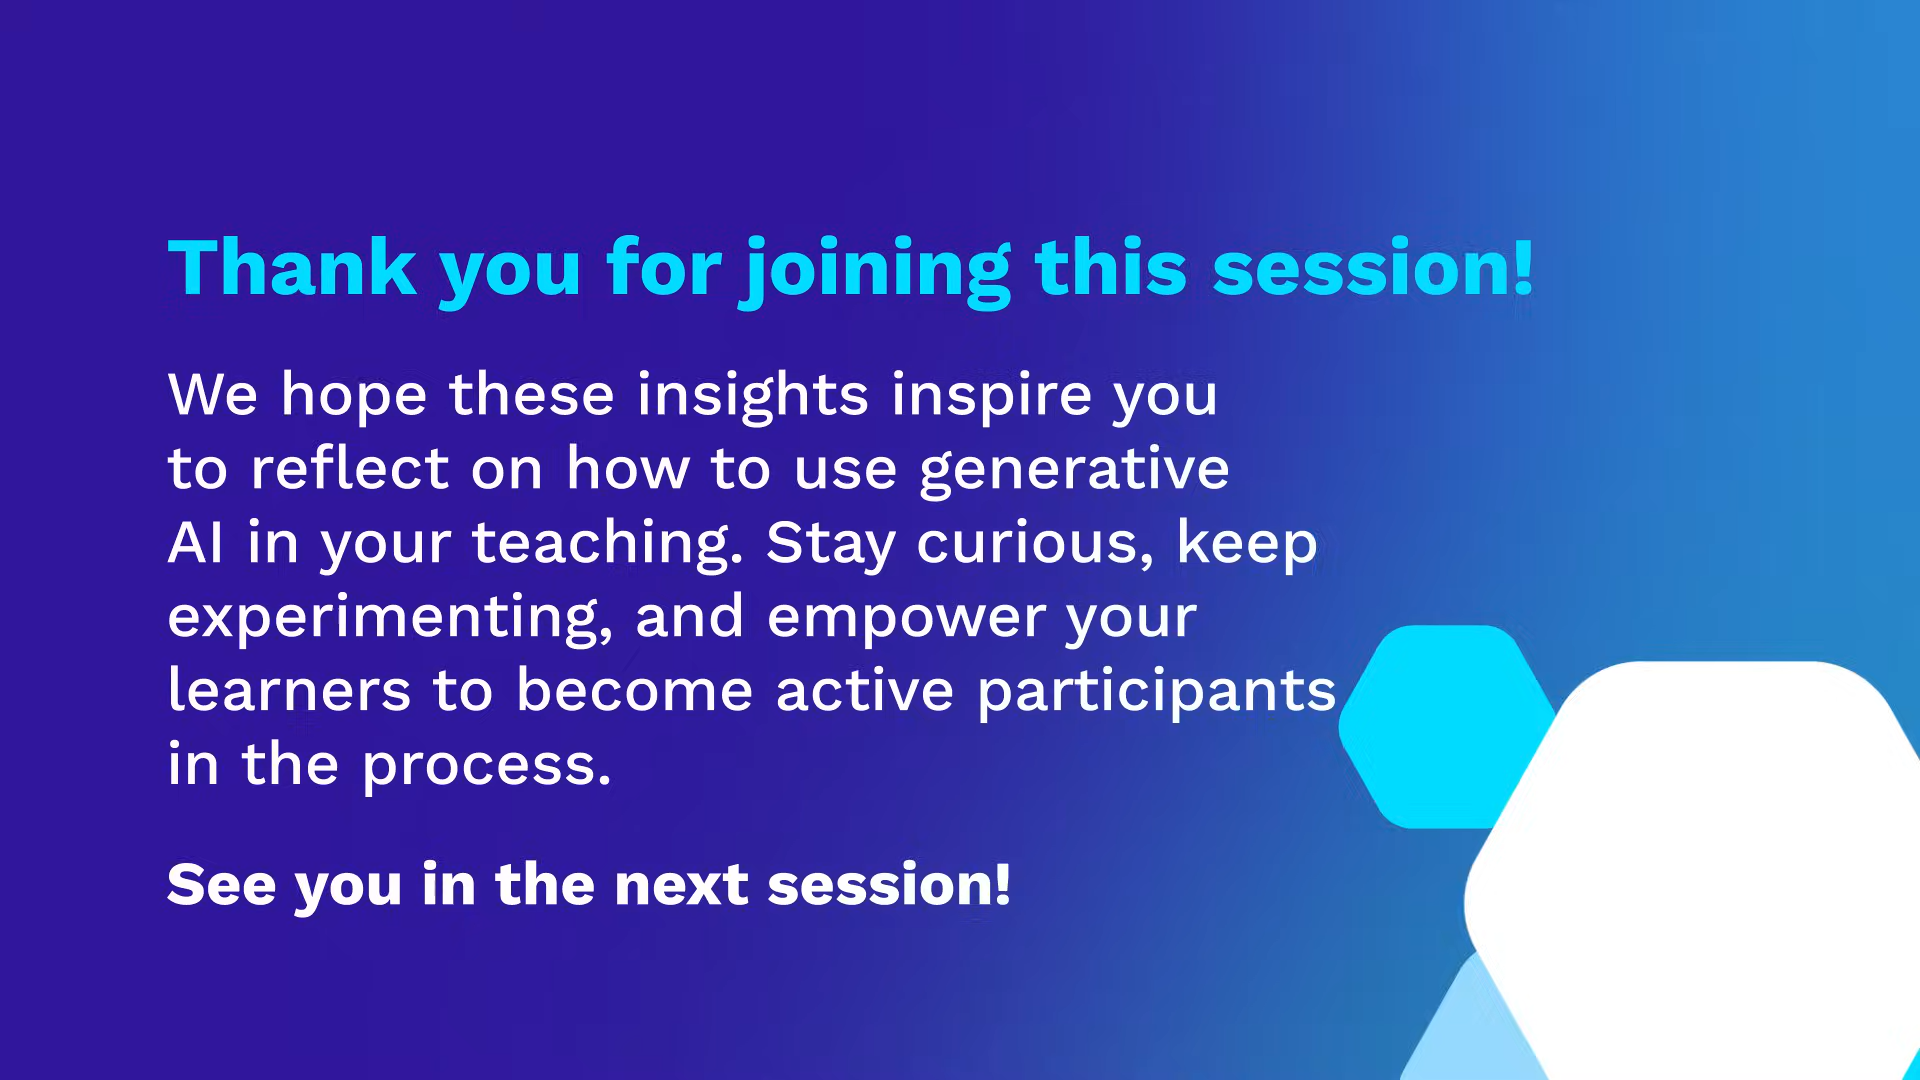 Thank you for joining this session!
We hope these insights inspire you
to reflect on how to use generative
AI in your teaching. Stay curious, keep
experimenting, and empower your
learners to become active participants
in the process.
See you in the next session!